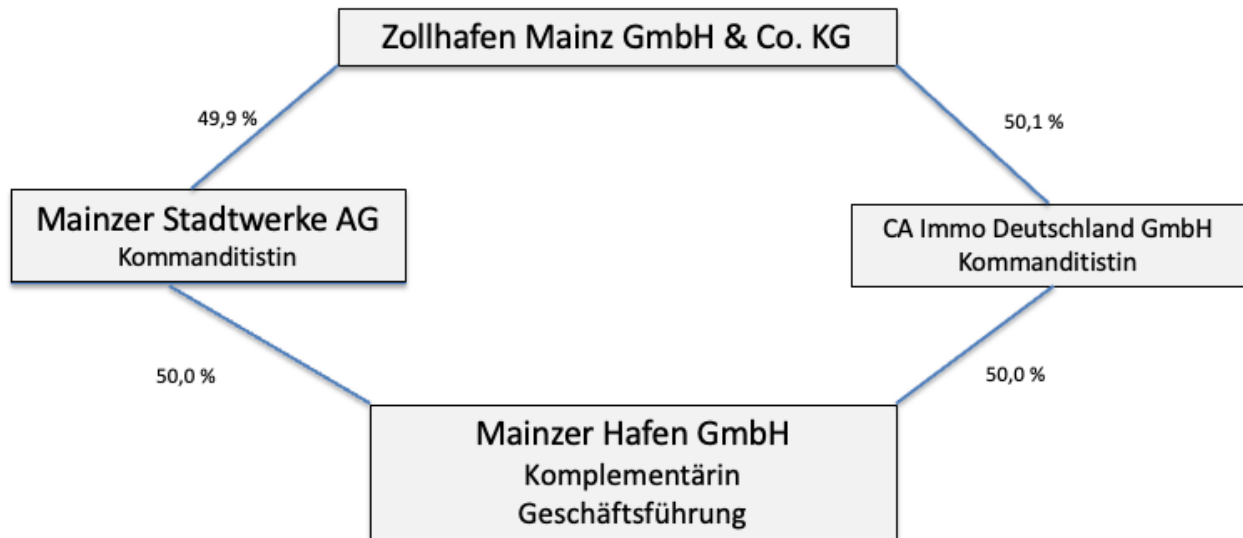 Zollhafen Mainz GmbH & Co. KG
49,9 %
50,1 %
Mainzer Stadtwerke AG
Kommanditistin
CA Immo Deutschland GmbH
Kommanditistin
50,0 %
50,0 %
Mainzer Hafen GmbH
Komplementärin
Geschäftsführung